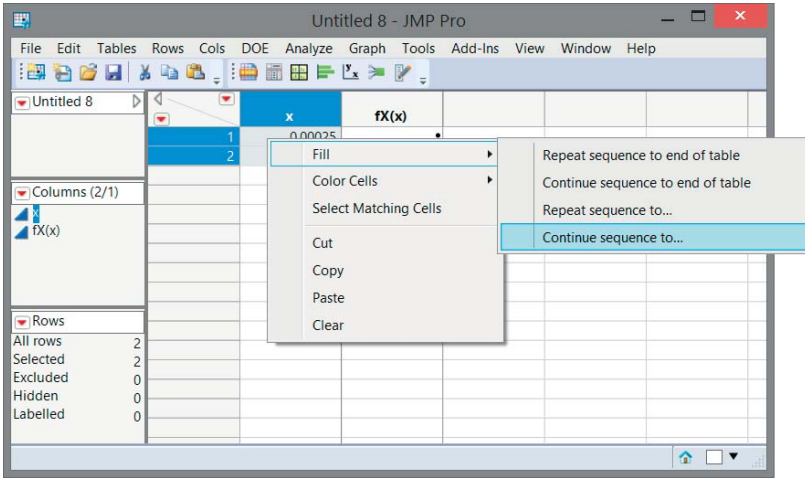 Untitled 8 - JMP Pro
File Edit Tables Rows Cols DOE Analyze Graph Tools Add-Ins View Window Help
Untitled 8
x fX(x)
1 0.00025 •
2
Fill
Color Cells
Select Matching Cells
Cut
Copy
Paste
Clear
Repeat sequence to end of table
Continue sequence to end of table
Repeat sequence to...
Continue sequence to...
Columns (2/1)
x
fX(x)
Rows
All rows 2
Selected 2
Excluded 0
Hidden 0
Labelled 0